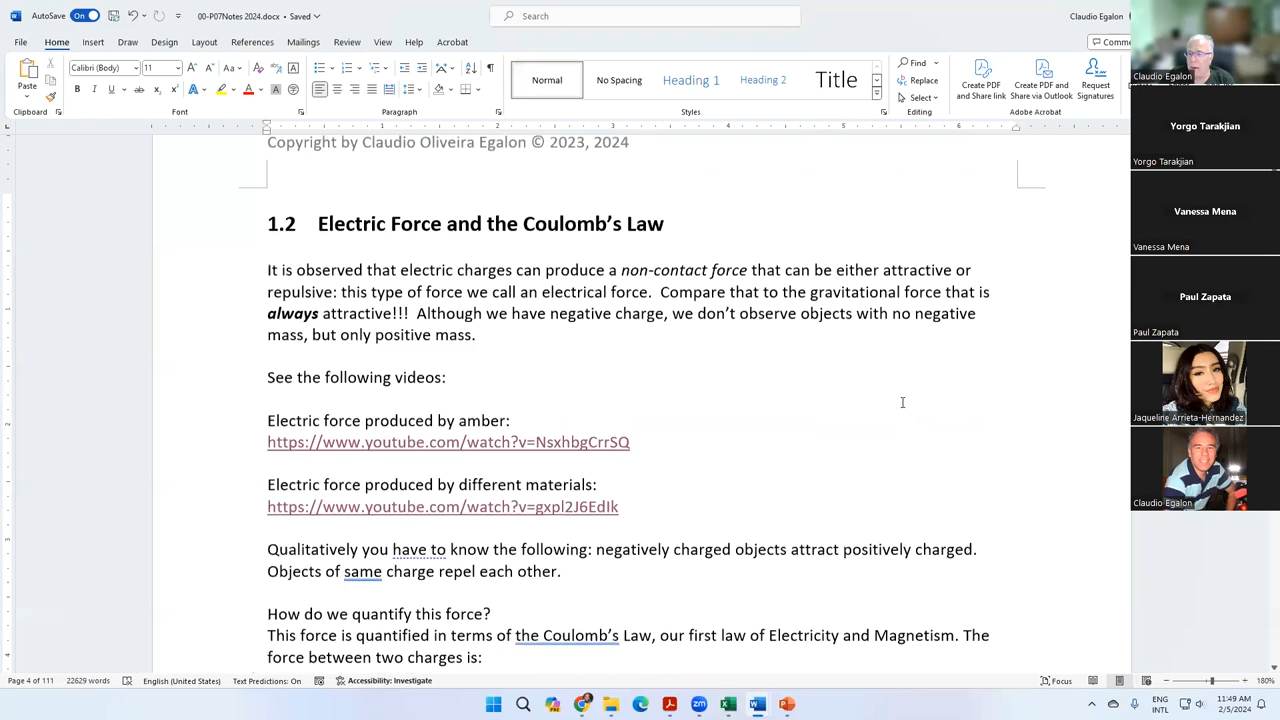 AutoSave On 00-P07Notes 2024.docx • Saved Search Claudio Egalon
File Home Insert Draw Design Layout References Mailings Review View Help Acrobat Comme
Paste Calibri (Body) 11 Normal No Spacing Heading 1 Heading 2 Title Find Replace Select Create PDF and Share link Create PDF and Share via Outlook Request Signatures
Clipboard Font Paragraph Styles Editing Adobe Acrobat
Copyright by Claudio Oliveira Egalon © 2023, 2024
1.2 Electric Force and the Coulomb's Law
It is observed that electric charges can produce a non-contact force that can be either attractive or
repulsive: this type of force we call an electrical force. Compare that to the gravitational force that is
always attractive!!! Although we have negative charge, we don't observe objects with no negative
mass, but only positive mass.
See the following videos:
Electric force produced by amber:
https://www.youtube.com/watch?v=NsxhbgCrrSQ
Electric force produced by different materials:
https://www.youtube.com/watch?v=gxpl2J6EdIk
Qualitatively you have to know the following: negatively charged objects attract positively charged.
Objects of same charge repel each other.
How do we quantify this force?
This force is quantified in terms of the Coulomb's Law, our first law of Electricity and Magnetism. The
force between two charges is:
Page 4 of 111 22629 words English (United States) Text Predictions: On Accessibility: Investigate Focus 180%
ENG INTL 11:49 AM 2/5/2024
Claudio Egalon
Yorgo Tarakjian
Yorgo Tarakjian
Vanessa Mena
Vanessa Mena
Paul Zapata
Paul Zapata
Jaqueline Arrieta-Hernandez
Claudio Egalon